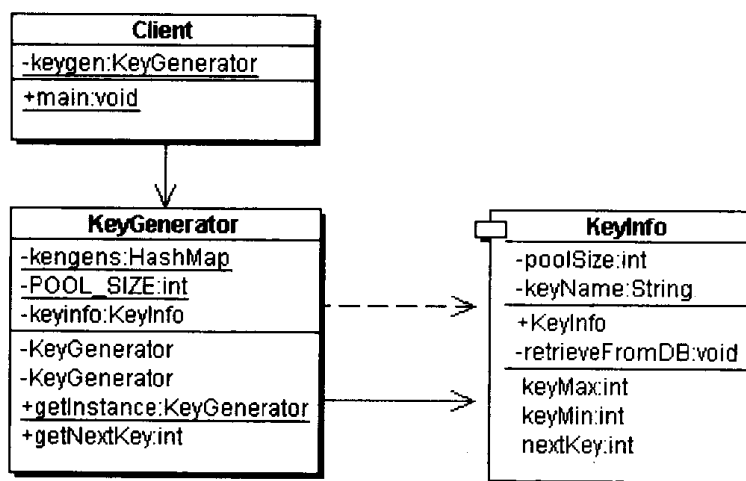 Client
-keygen:KeyGenerator
+main:void
KeyGenerator
-kengens:HashMap
-POOL_SIZE:int
-keyinfo:KeyInfo
-KeyGenerator
-KeyGenerator
+getInstance:KeyGenerator
+getNextKey:int
KeyInfo
-poolSize:int
-keyName:String
+KeyInfo
-retrieveFromDB:void
keyMax:int
keyMin:int
nextKey:int